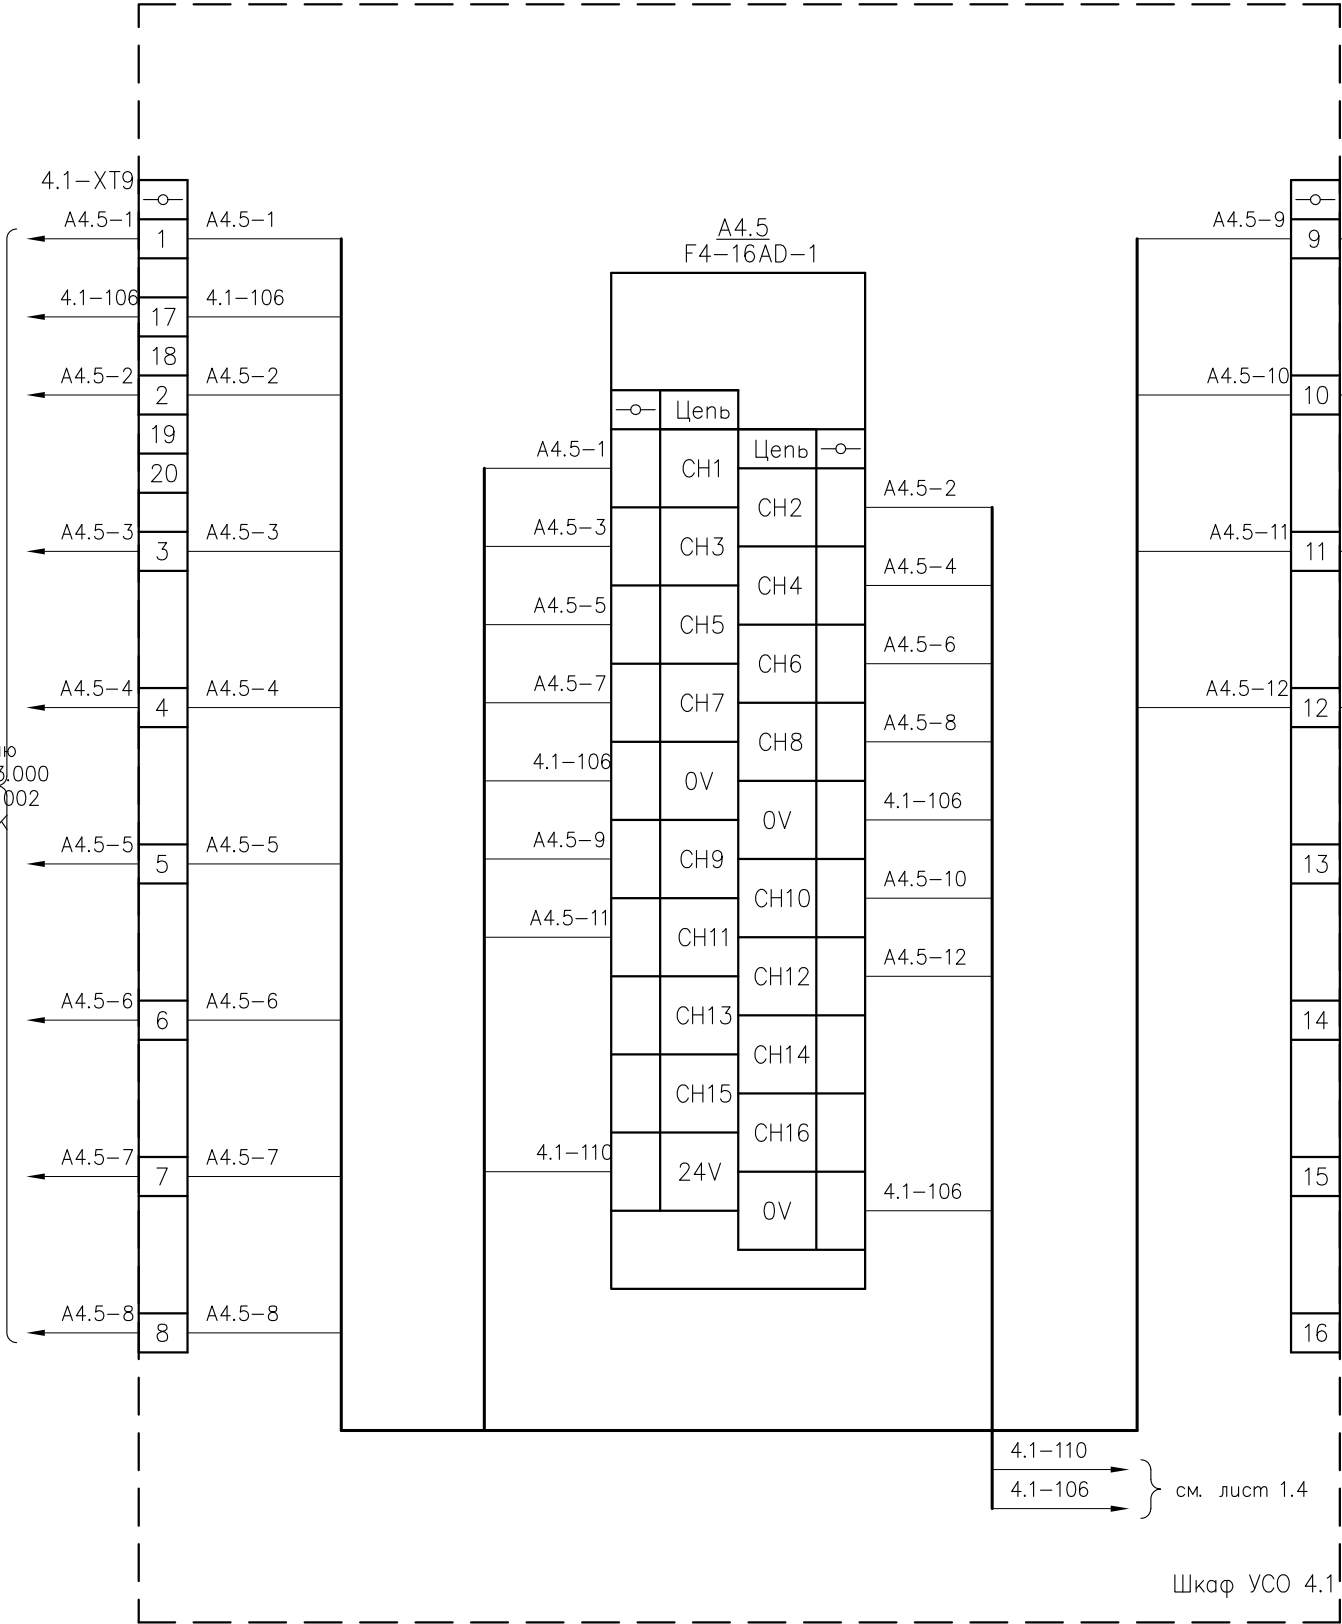 4.1-XT9
A4.5-1
1
A4.5-1
4.1-106
17
4.1-106
18
A4.5-2
2
A4.5-2
19
20
A4.5-3
3
A4.5-3
A4.5-4
4
A4.5-4
.000
002
A4.5-5
5
A4.5-5
A4.5-6
6
A4.5-6
A4.5-7
7
A4.5-7
A4.5-8
8
A4.5-8
A4.5
F4-16AD-1
Цепь
A4.5-1
CH1
A4.5-3
CH3
A4.5-5
CH5
A4.5-7
CH7
4.1-106
0V
A4.5-9
CH9
A4.5-11
CH11
CH13
CH15
4.1-110
24V
Цепь
CH2
A4.5-2
CH4
A4.5-4
CH6
A4.5-6
CH8
A4.5-8
0V
4.1-106
CH10
A4.5-10
CH12
A4.5-12
CH14
CH16
0V
4.1-106
A4.5-9
9
A4.5-10
10
A4.5-11
11
A4.5-12
12
13
14
15
16
4.1-110
4.1-106
см. лист 1.4
Шкаф УСО 4.1